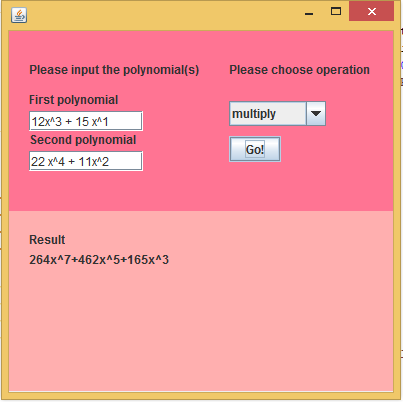 Please input the polynomial(s)
Please choose operation
First polynomial
12x^3 + 15 x^1
multiply
Second polynomial
22 x^4 + 11x^2
Go!
Result
264x^7+462x^5+165x^3